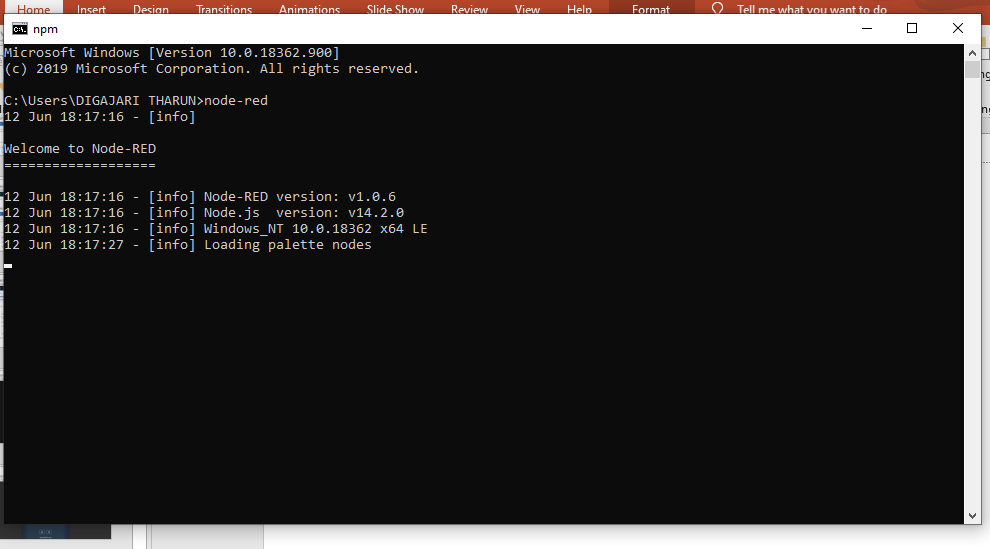 Home Insert Design Transitions Animations Slide Show Review View Help Format Tell me what you want to do
npm
Microsoft Windows [Version 10.0.18362.900]
(c) 2019 Microsoft Corporation. All rights reserved.
C:\Users\DIGAJARI THARUN>node-red
12 Jun 18:17:16 - [info]
Welcome to Node-RED
===================
12 Jun 18:17:16 - [info] Node-RED version: v1.0.6
12 Jun 18:17:16 - [info] Node.js  version: v14.2.0
12 Jun 18:17:16 - [info] Windows_NT 10.0.18362 x64 LE
12 Jun 18:17:27 - [info] Loading palette nodes